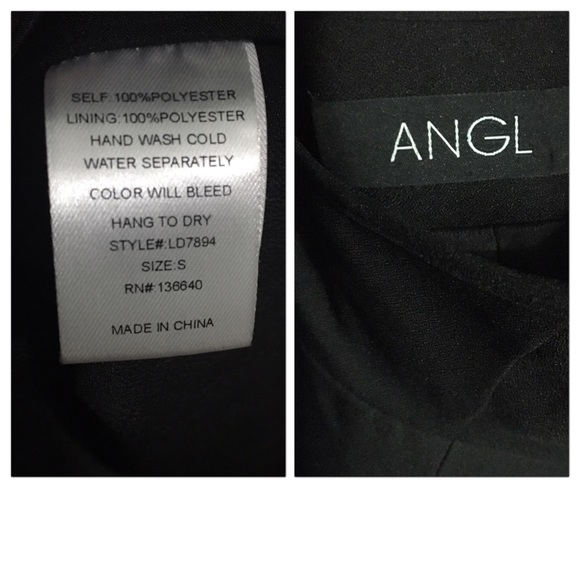 SELF:100%POLYESTER
LINING:100%POLYESTER
HAND WASH COLD
WATER SEPARATELY
COLOR WILL BLEED
HANG TO DRY
STYLE#:LD7894
SIZE:S
RN#:136640
MADE IN CHINA
ANGL